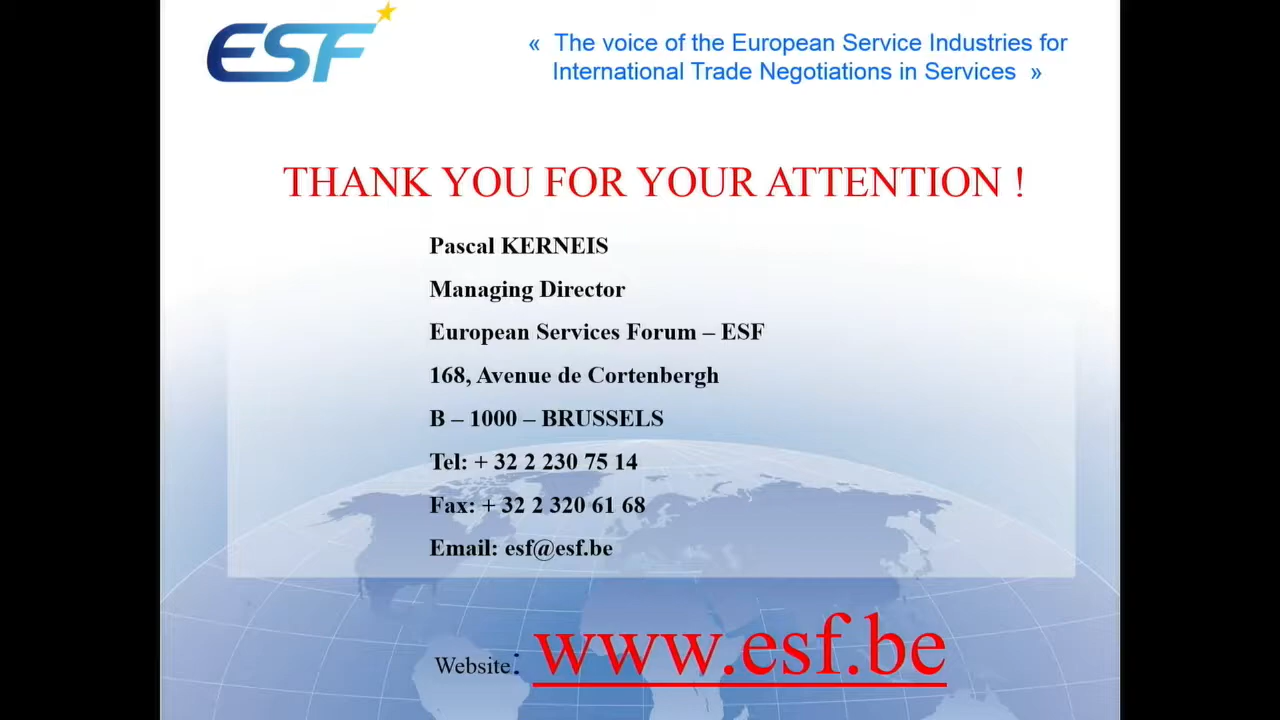 ESF
« The voice of the European Service Industries for
International Trade Negotiations in Services »
THANK YOU FOR YOUR ATTENTION !
Pascal KERNEIS
Managing Director
European Services Forum – ESF
168, Avenue de Cortenbergh
B – 1000 – BRUSSELS
Tel: + 32 2 230 75 14
Fax: + 32 2 320 61 68
Email: esf@esf.be
Website: www.esf.be